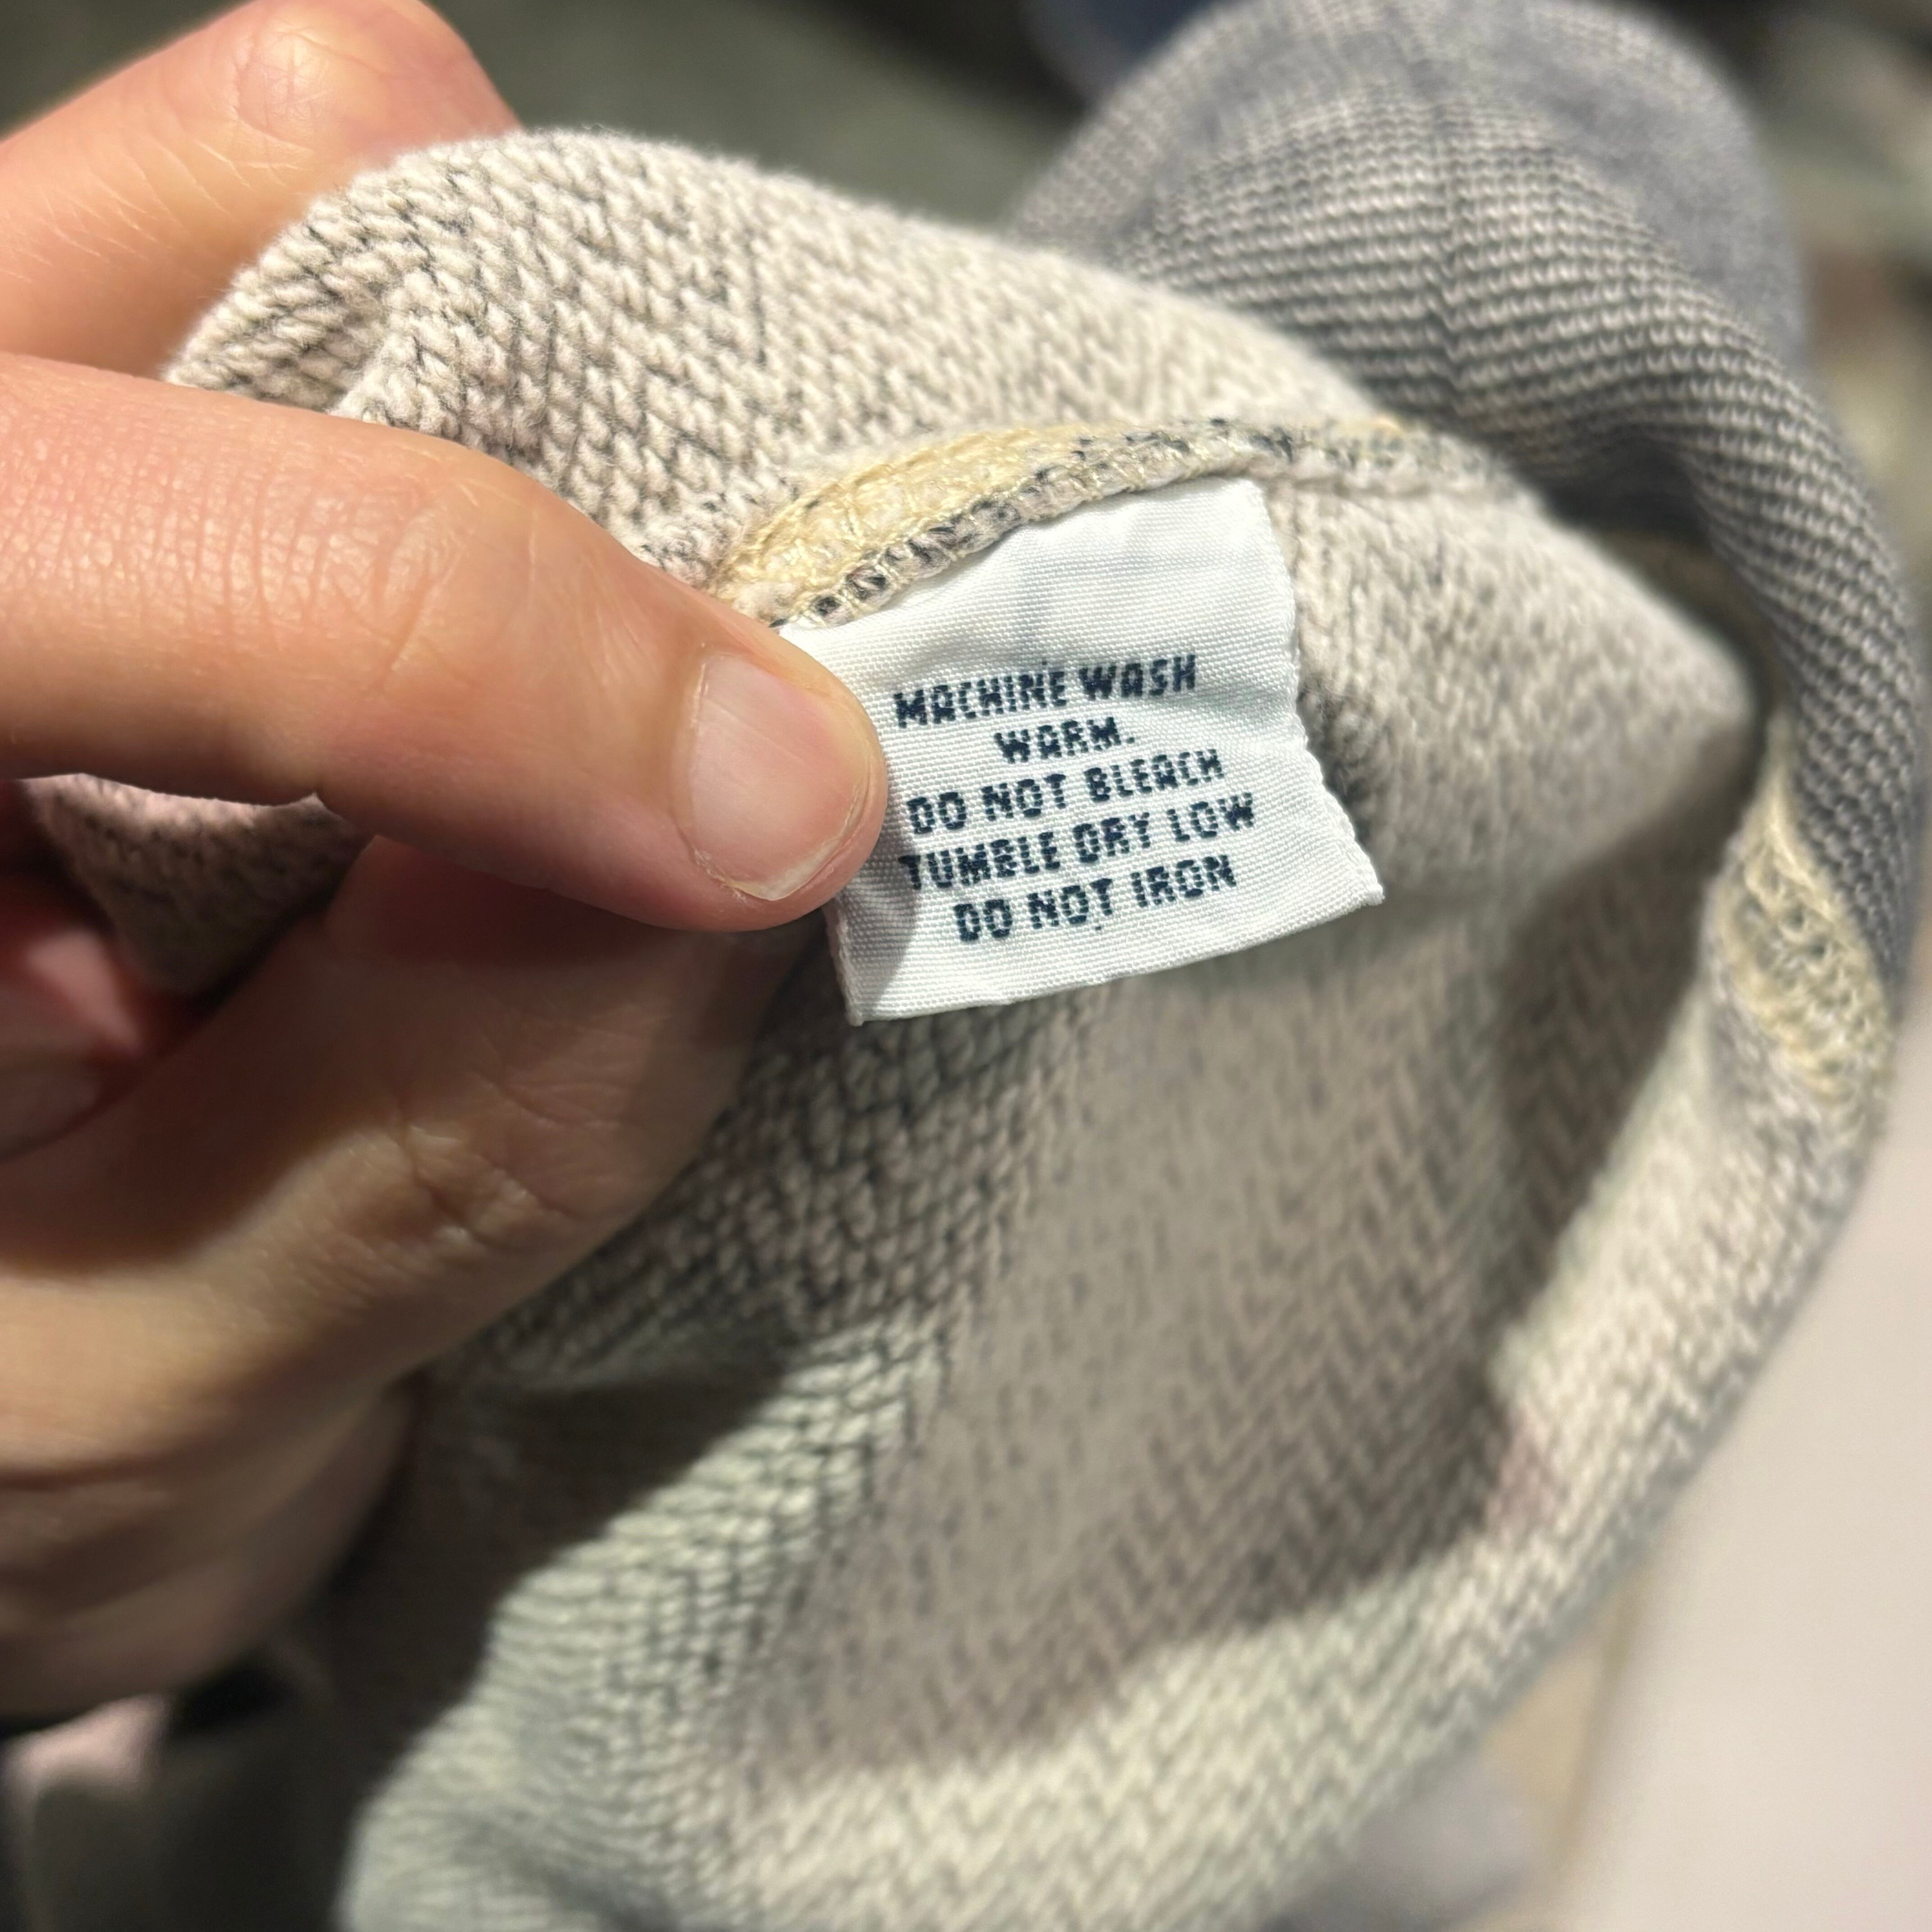 MACHINE WASH
WARM.
DO NOT BLEACH
TUMBLE DRY LOW
DO NOT IRON